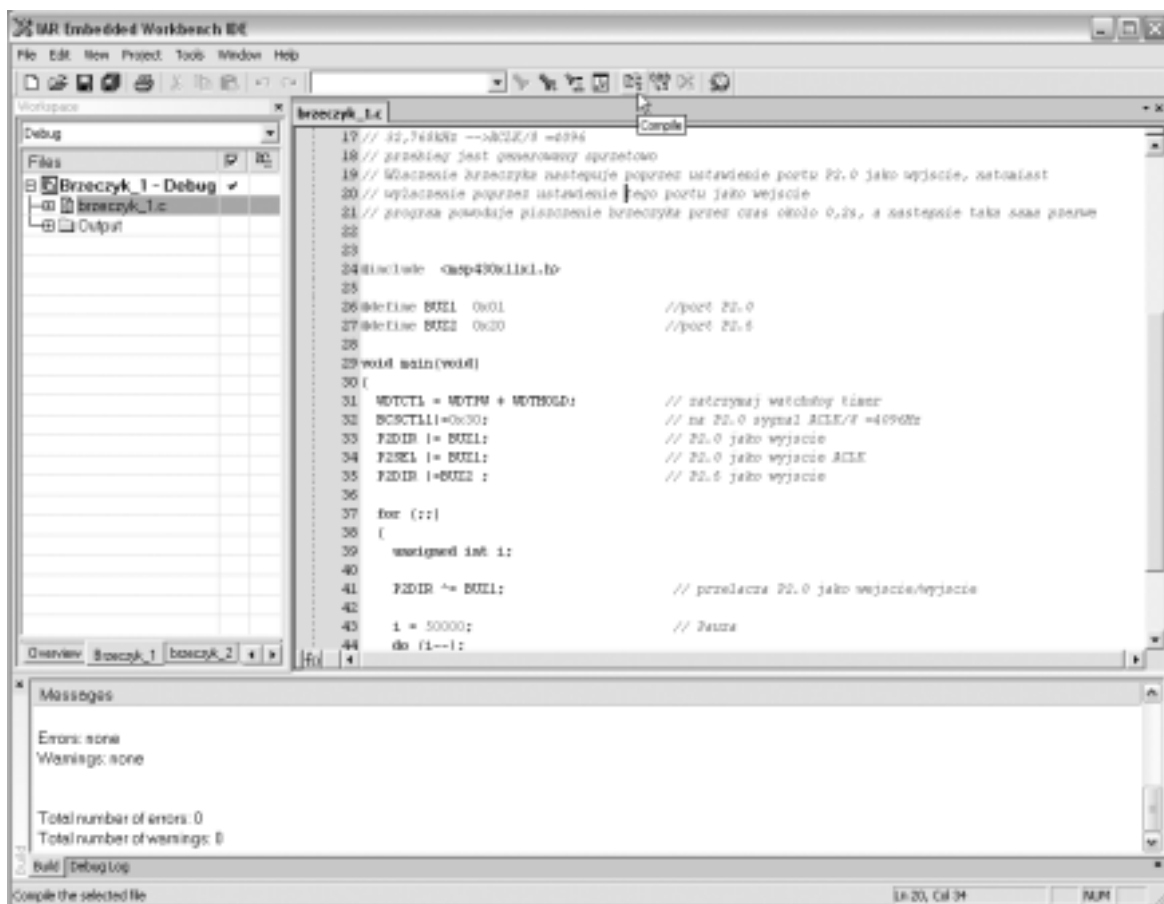 IAR Embedded Workbench IDE
File Edit View Project Tools Window Help
Workspace
Debug
Files
Brzeczyk_1 - Debug
brzeczyk_1.c
Output
Overview Brzeczyk_1 brzeczyk_2
brzeczyk_1.c
Compile
17 // 32,768kHz -->ACLK/8 =4096
18 // przebieg jest generowany sprzetowo
19 // Wlaczenie brzeczyka nastepuje poprzez ustawienie portu P2.0 jako wyjscie, natomiast
20 // wylaczenie poprzez ustawienie tego portu jako wejscie
21 // program powoduje piszczenie brzeczyka przez czas okolo 0,2s, a nastepnie taka sama przerwe
22
23
24 #include <msp430x11x1.h>
25
26 #define BUZ1 0x01 //port P2.0
27 #define BUZ2 0x20 //port P2.5
28
29 void main(void)
30 {
31 WDTCTL = WDTPW + WDTHOLD; // zatrzymaj watchdog timer
32 BCSCTL1|=0x30; // na P2.0 sygnal ACLK/8 =4096Hz
33 P2DIR |= BUZ1; // P2.0 jako wyjscie
34 P2SEL |= BUZ1; // P2.0 jako wyjscie ACLK
35 P2DIR |=BUZ2 ; // P2.5 jako wyjscie
36
37 for (;;)
38 {
39 unsigned int i;
40
41 P2DIR ^= BUZ1; // przelacza P2.0 jako wejscie/wyjscie
42
43 i = 50000; // Pauza
44 do (i--);
Messages
Errors: none
Warnings: none
Total number of errors: 0
Total number of warnings: 0
Build
Build Debug Log
Compile the selected file Ln 20, Col 34 NUM